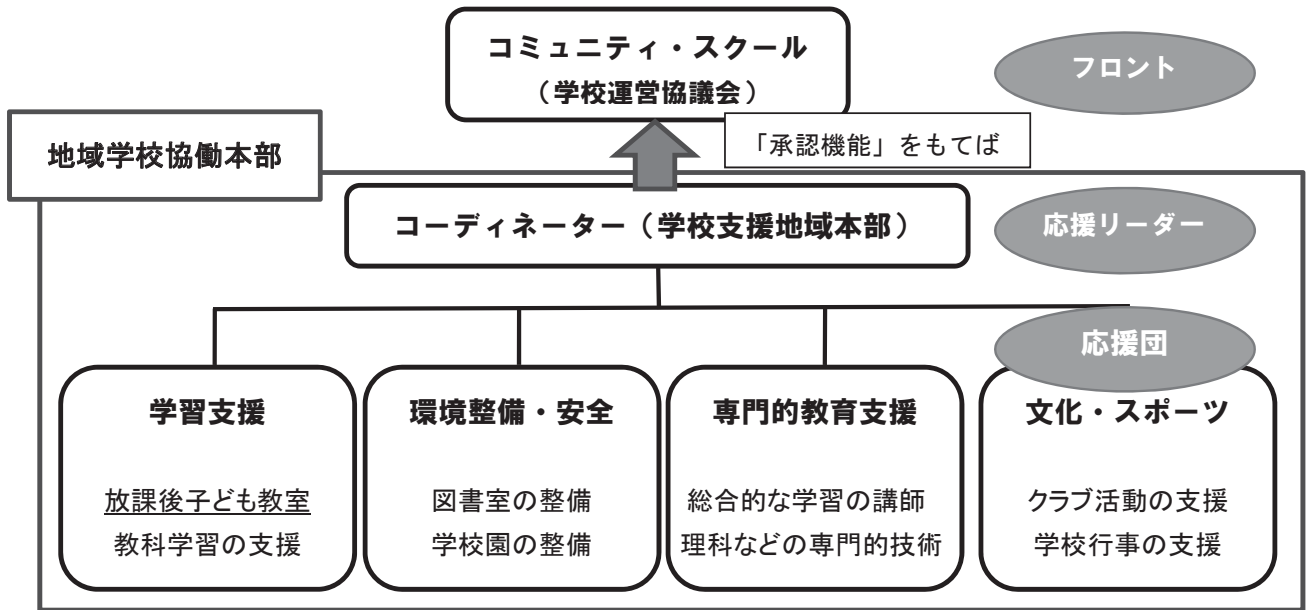 コミュニティ・スクール
（学校運営協議会）
フロント
「承認機能」をもてば
地域学校協働本部
コーディネーター（学校支援地域本部）
応援リーダー
応援団
学習支援
放課後子ども教室
教科学習の支援
環境整備・安全
図書室の整備
学校園の整備
専門的教育支援
総合的な学習の講師
理科などの専門的技術
文化・スポーツ
クラブ活動の支援
学校行事の支援